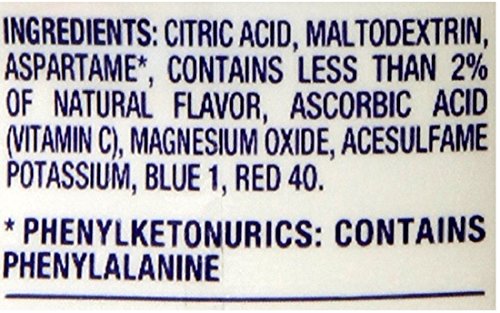 INGREDIENTS: CITRIC ACID, MALTODEXTRIN,
ASPARTAME*, CONTAINS LESS THAN 2%
OF NATURAL FLAVOR, ASCORBIC ACID
(VITAMIN C), MAGNESIUM OXIDE, ACESULFAME
POTASSIUM, BLUE 1, RED 40.
* PHENYLKETONURICS: CONTAINS
PHENYLALANINE